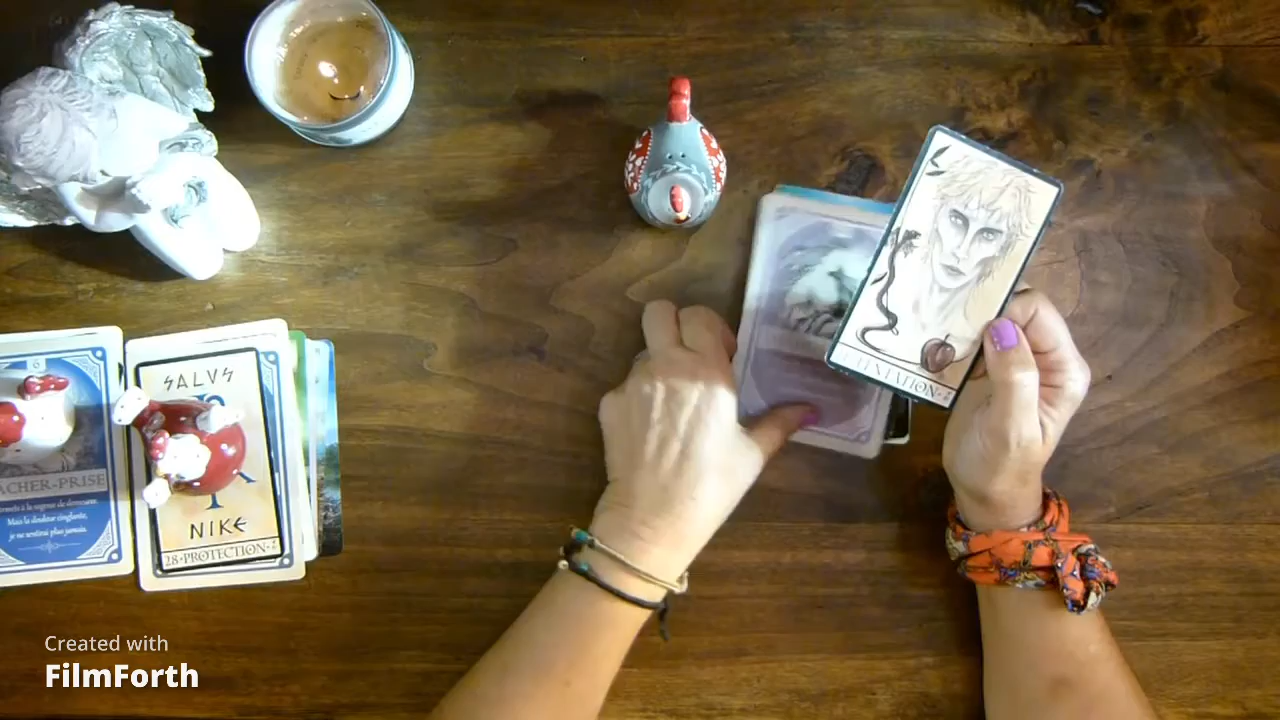 SALVS
NIKE
28•PROTECTION•
ACHER-PRISE
Mais la douleur cinglante,
je ne sentirai plus jamais.
TENTATION•
Created with
FilmForth